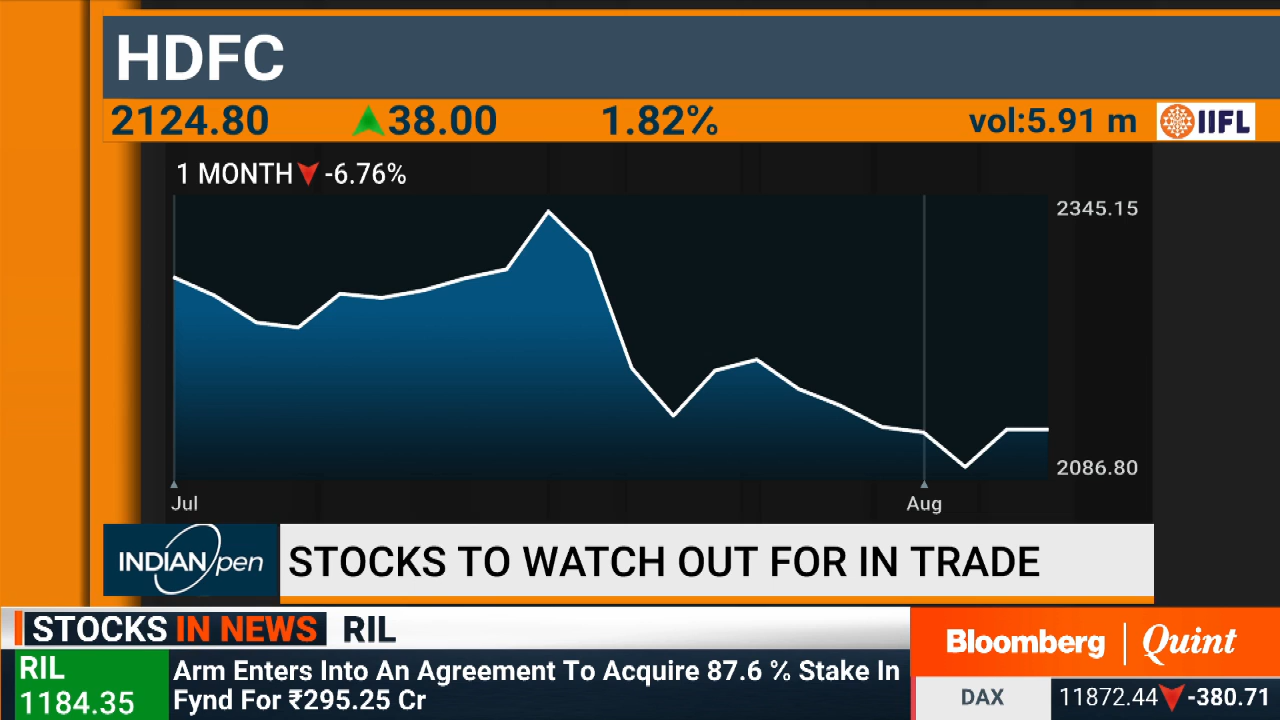 HDFC
2124.80 38.00 1.82% vol:5.91 m IIFL
1 MONTH -6.76%
2345.15
2086.80
Jul Aug
INDIAN Open STOCKS TO WATCH OUT FOR IN TRADE
STOCKS IN NEWS RIL
RIL
1184.35
Arm Enters Into An Agreement To Acquire 87.6 % Stake In
Fynd For ₹295.25 Cr
Bloomberg | Quint
DAX 11872.44 -380.71